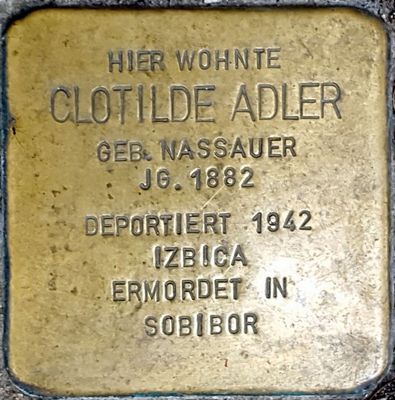 HIER WOHNTE
CLOTILDE ADLER
GEB. NASSAUER
JG. 1882
DEPORTIERT 1942
IZBICA
ERMORDET IN
SOBIBOR